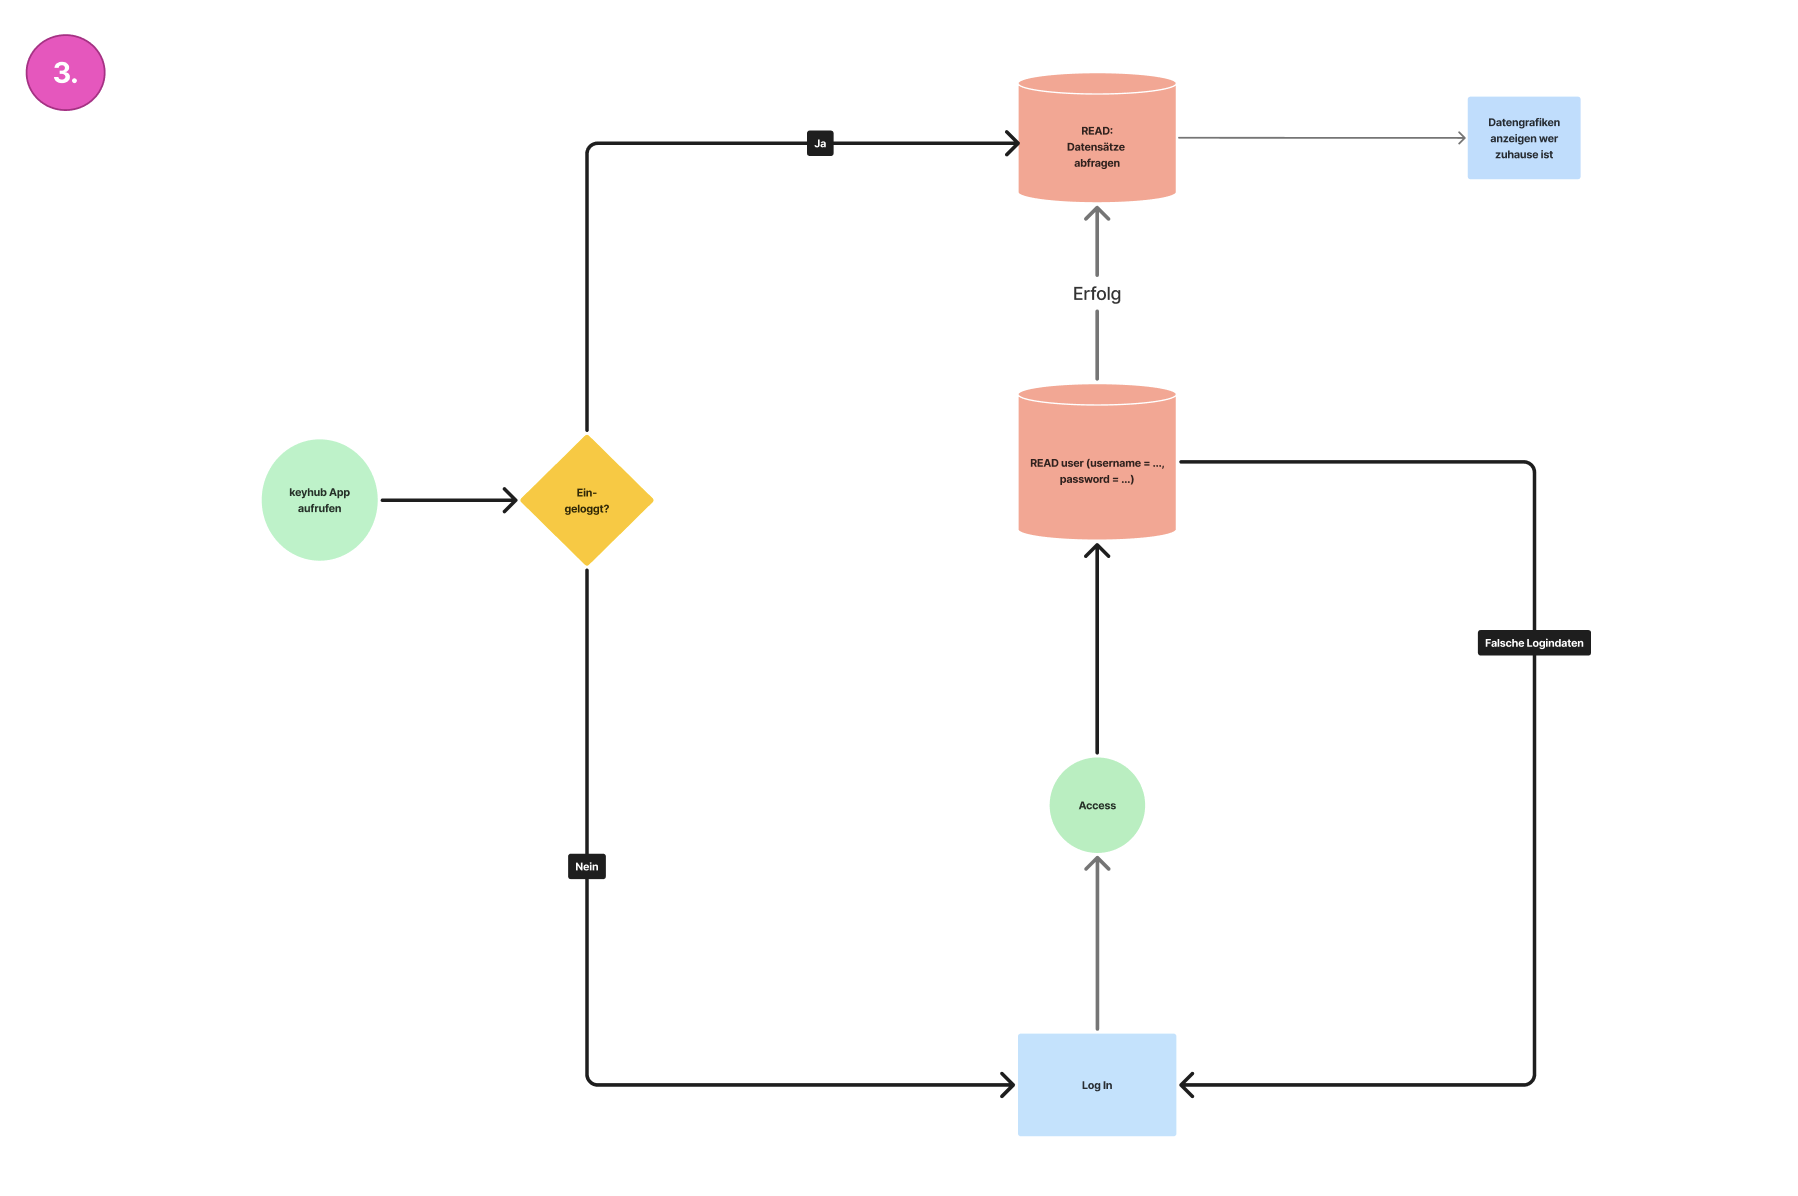 3.
Ja
READ:
Datensätze
abfragen
Datengrafiken
anzeigen wer
zuhause ist
Erfolg
keyhub App
aufrufen
Ein-
geloggt?
READ user (username = ...,
password = ...)
Falsche Logindaten
Access
Nein
Log In